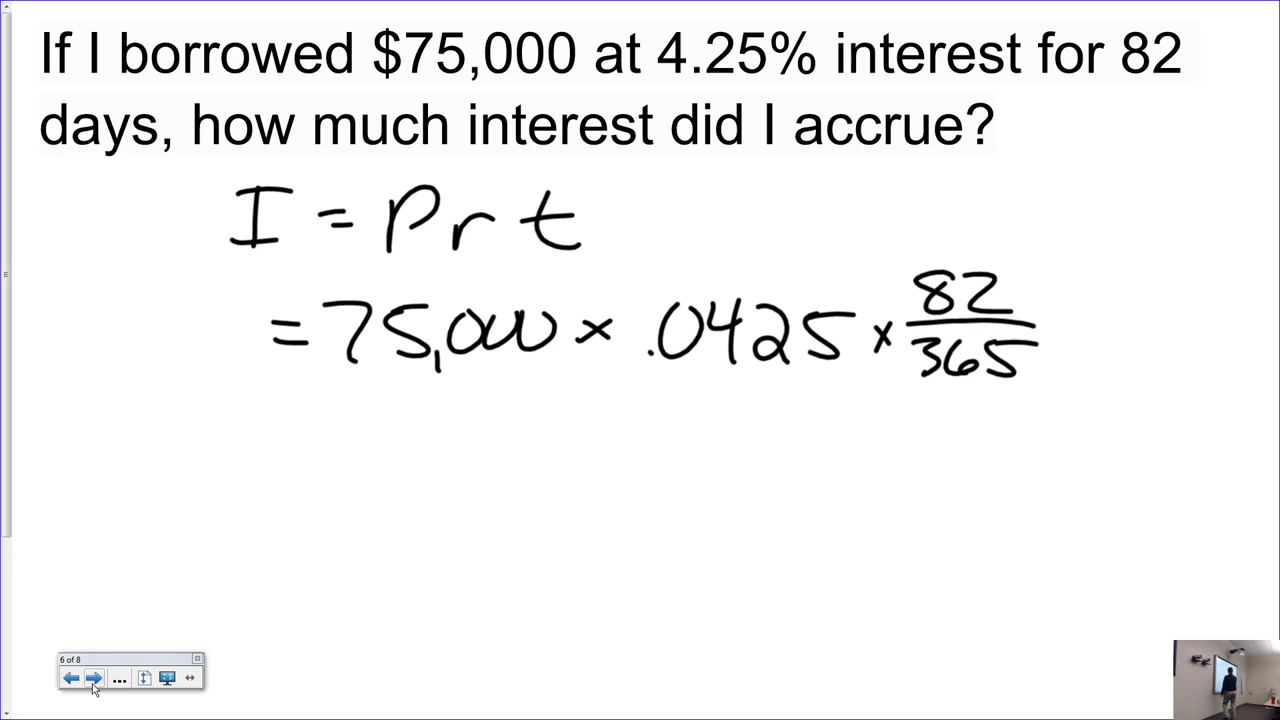 If I borrowed $75,000 at 4.25% interest for 82
days, how much interest did I accrue?
I = P r t
= 75,000 × .0425 × 82/365
6 of 8